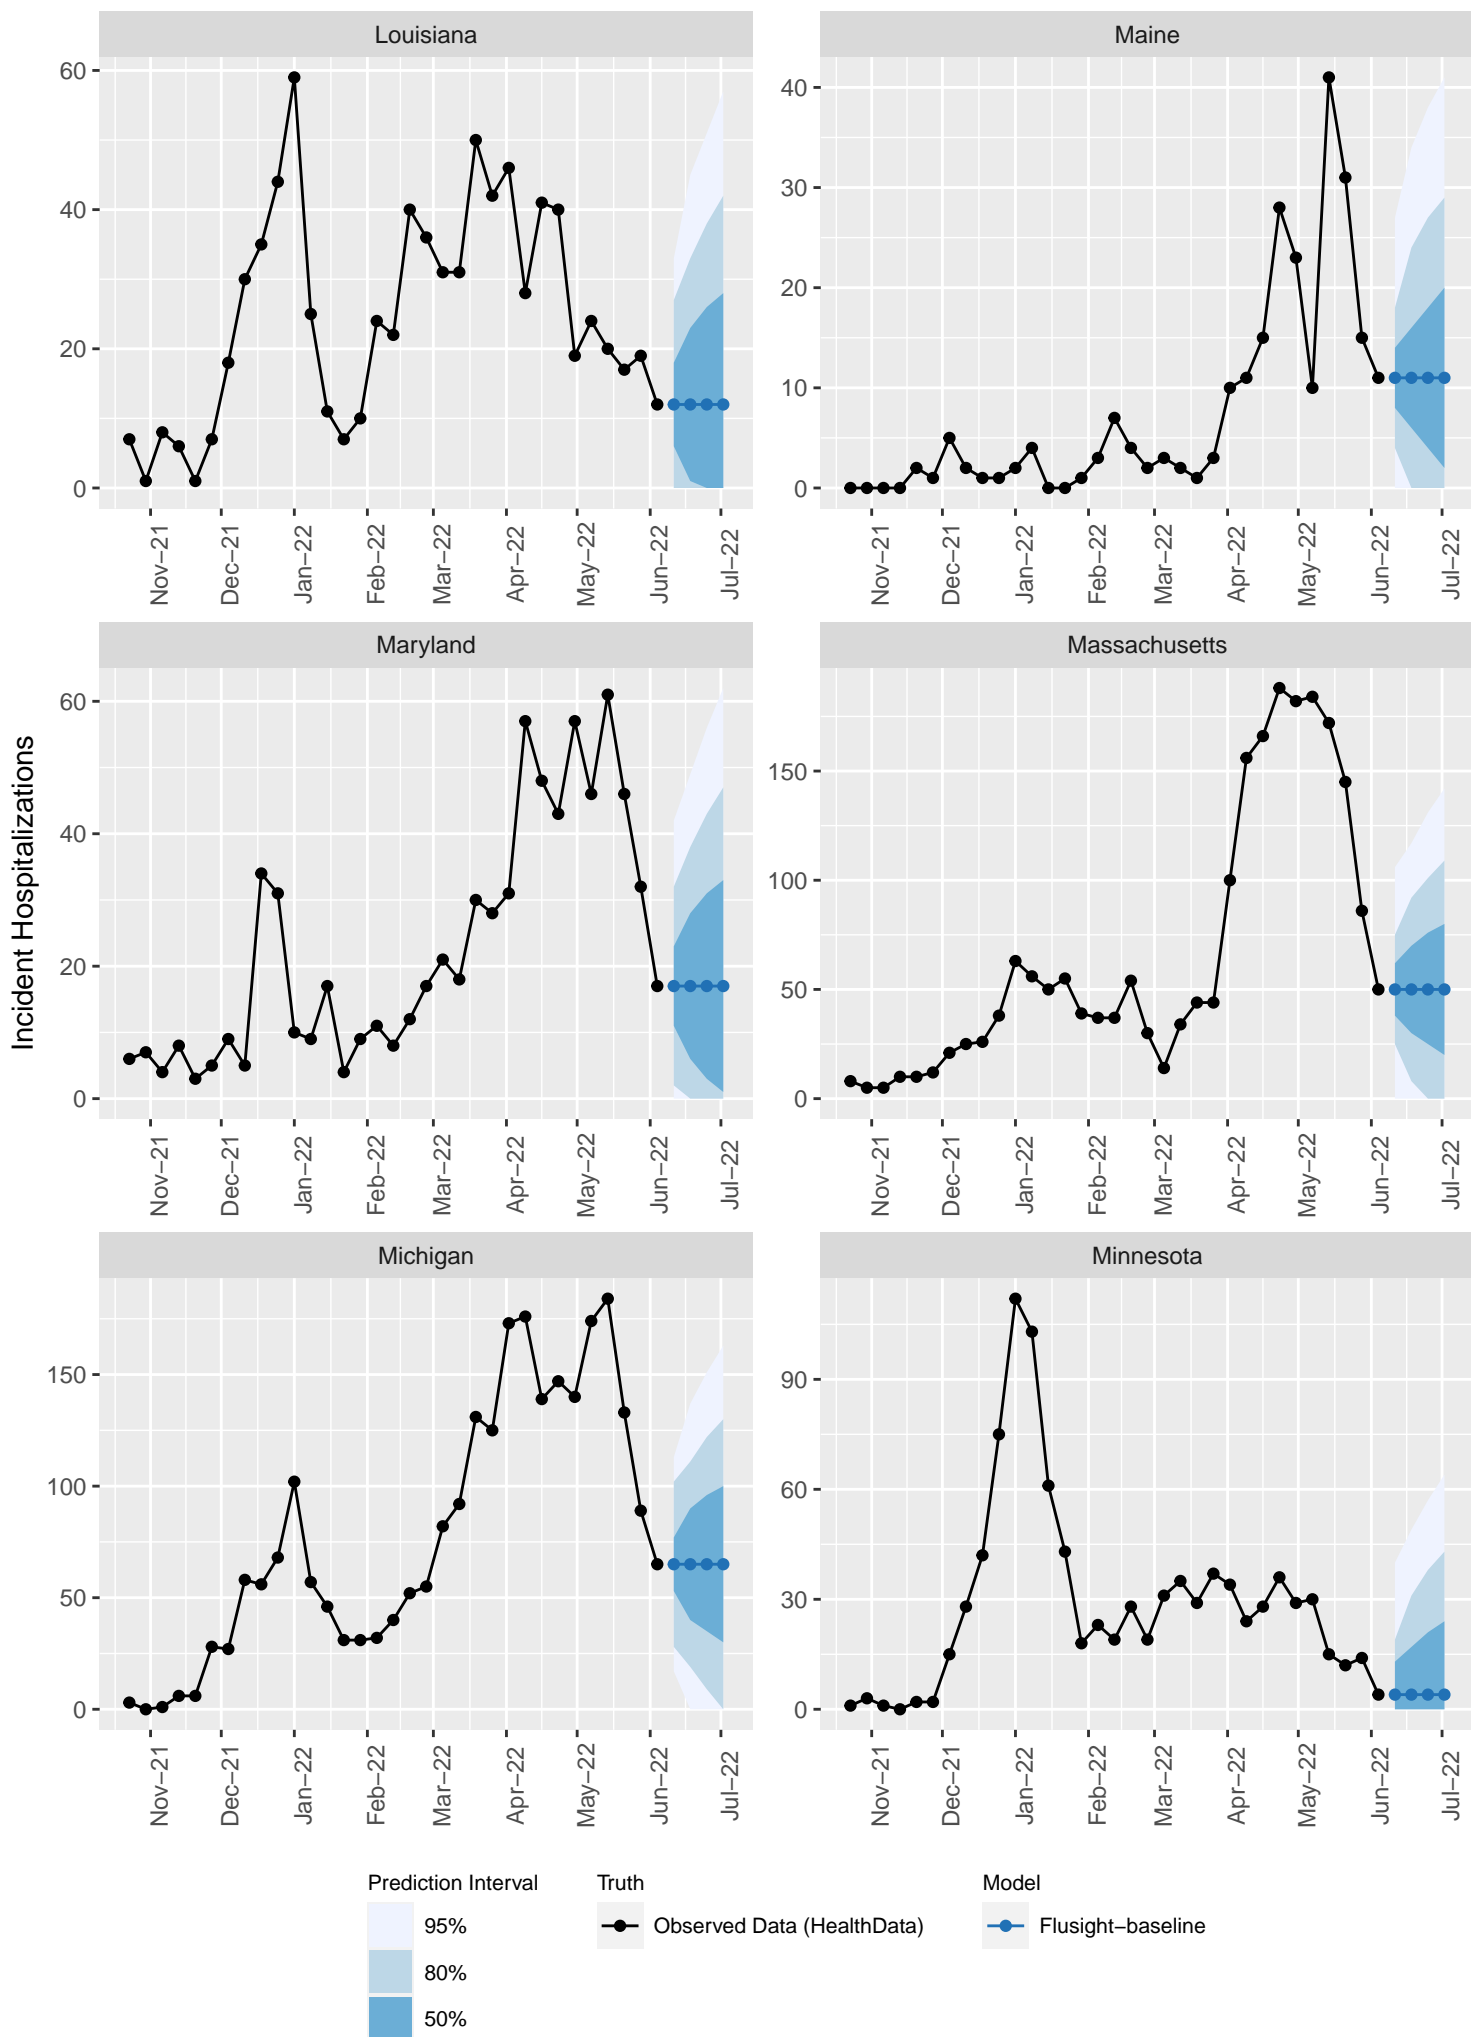 Louisiana
Maine
60
40
20
0
40
30
20
10
0
Nov−21
Dec−21
Jan−22
Feb−22
Mar−22
Apr−22
May−22
Jun−22
Jul−22
Nov−21
Dec−21
Jan−22
Feb−22
Mar−22
Apr−22
May−22
Jun−22
Jul−22
Incident Hospitalizations
Maryland
Massachusetts
60
40
20
0
150
100
50
0
Nov−21
Dec−21
Jan−22
Feb−22
Mar−22
Apr−22
May−22
Jun−22
Jul−22
Nov−21
Dec−21
Jan−22
Feb−22
Mar−22
Apr−22
May−22
Jun−22
Jul−22
Michigan
Minnesota
150
100
50
0
90
60
30
0
Nov−21
Dec−21
Jan−22
Feb−22
Mar−22
Apr−22
May−22
Jun−22
Jul−22
Nov−21
Dec−21
Jan−22
Feb−22
Mar−22
Apr−22
May−22
Jun−22
Jul−22
Prediction Interval
95%
80%
50%
Truth
Observed Data (HealthData)
Model
Flusight−baseline